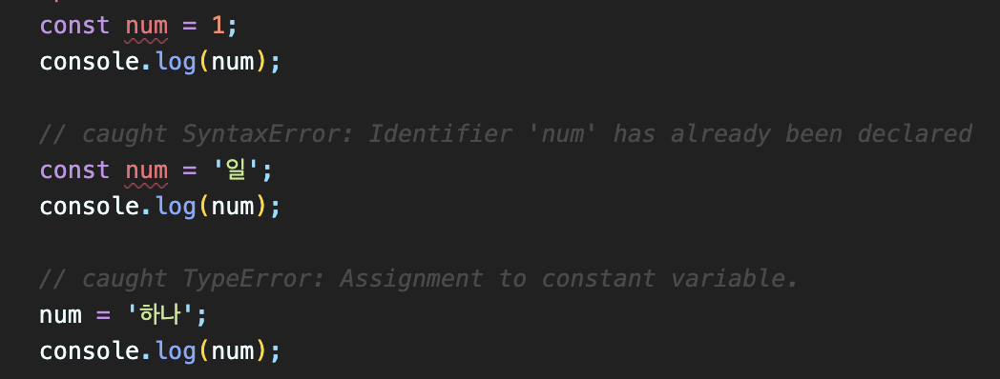 const num = 1;
console.log(num);
// caught SyntaxError: Identifier 'num' has already been declared
const num = '일';
console.log(num);
// caught TypeError: Assignment to constant variable.
num = '하나';
console.log(num);